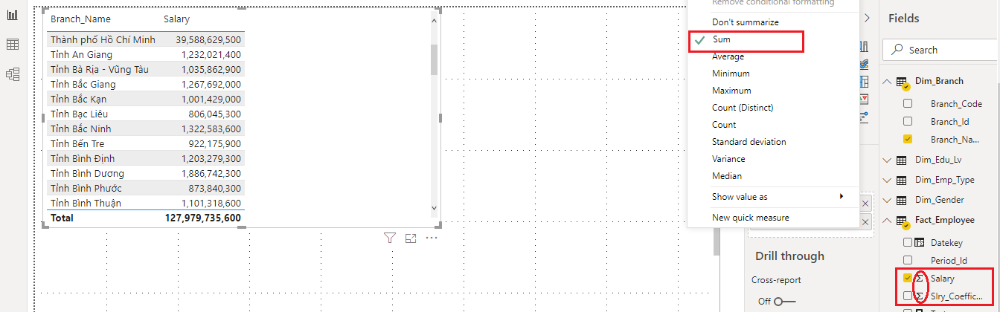 Branch_Name Salary
Thành phố Hồ Chí Minh 39,588,629,500
Tỉnh An Giang 1,232,021,400
Tỉnh Bà Rịa - Vũng Tàu 1,035,862,900
Tỉnh Bắc Giang 1,267,692,000
Tỉnh Bắc Kạn 1,001,429,000
Tỉnh Bạc Liêu 806,045,300
Tỉnh Bắc Ninh 1,322,583,600
Tỉnh Bến Tre 922,175,900
Tỉnh Bình Định 1,203,279,300
Tỉnh Bình Dương 1,886,742,300
Tỉnh Bình Phước 873,840,300
Tỉnh Bình Thuận 1,101,318,600
Total 127,979,735,600
Remove conditional formatting
Don't summarize
Sum
Average
Minimum
Maximum
Count (Distinct)
Count
Standard deviation
Variance
Median
Show value as
New quick measure
Drill through
Cross-report
Off
Fields
Search
Dim_Branch
Branch_Code
Branch_Id
Branch_Na...
Dim_Edu_Lv
Dim_Emp_Type
Dim_Gender
Fact_Employee
Datekey
Period_Id
Σ Salary
Σ Slry_Coeffic...